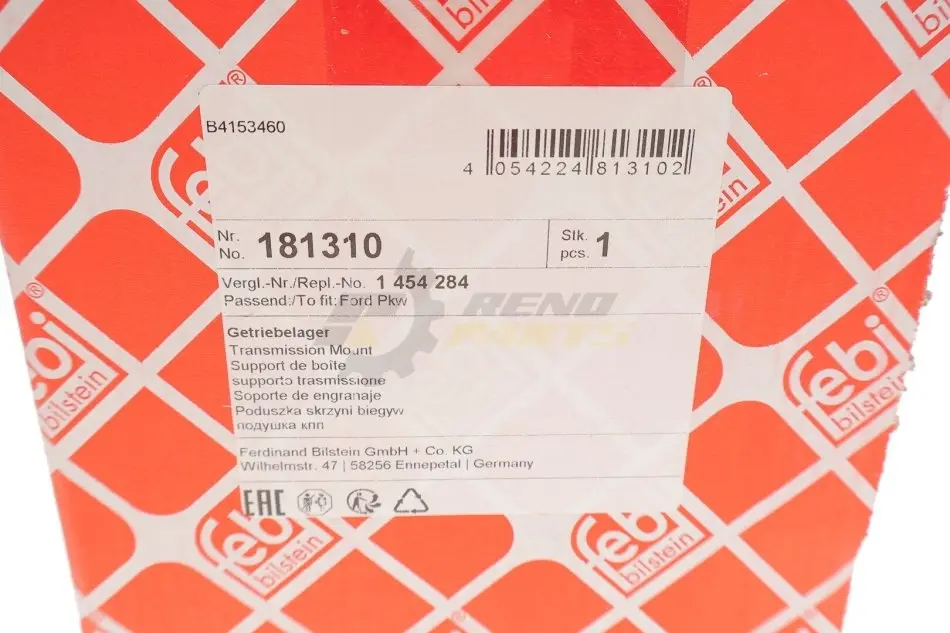 bilstein
febi
B4153460
4 054224 813102
Nr.
No. 181310
Stk.
pcs. 1
Vergl.-Nr./Repl.-No. 1 454 284
Passend:/To fit: Ford Pkw
RENO
PARTS
Getriebelager
Transmission Mount
Support de boîte
supporto trasmissione
Soporte de engranaje
Poduszka skrzyni biegyw
подушка кпп
Ferdinand Bilstein GmbH + Co. KG
Wilhelmstr. 47 | 58256 Ennepetal | Germany
EAC
febi
bilstein
febi
bilstein
febi
bilstein
bilstein